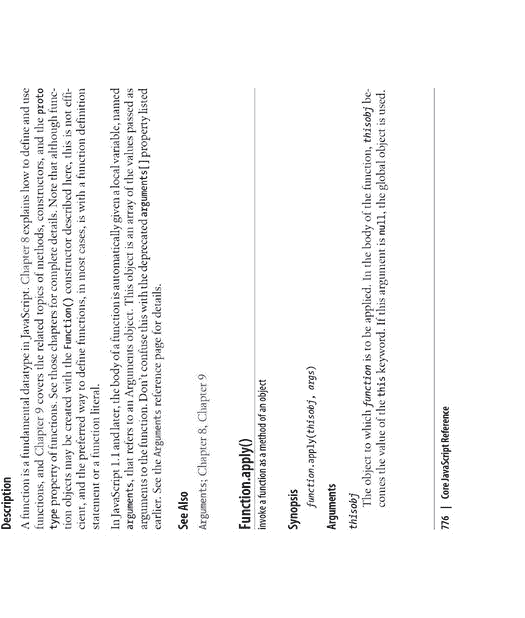 Description
A function is a fundamental datatype in JavaScript. Chapter 8 explains how to define and use
functions, and Chapter 9 covers the related topics of methods, constructors, and the proto
type property of functions. See those chapters for complete details. Note that although func-
tion objects may be created with the Function() constructor described here, this is not effi-
cient, and the preferred way to define functions, in most cases, is with a function definition
statement or a function literal.
In JavaScript 1.1 and later, the body of a function is automatically given a local variable, named
arguments, that refers to an Arguments object. This object is an array of the values passed as
arguments to the function. Don't confuse this with the deprecated arguments[] property listed
earlier. See the Arguments reference page for details.
See Also
Arguments; Chapter 8, Chapter 9
Function.apply()
invoke a function as a method of an object
Synopsis
function.apply(thisobj, args)
Arguments
thisobj
The object to which function is to be applied. In the body of the function, thisobj be-
comes the value of the this keyword. If this argument is null, the global object is used.
776 | Core JavaScript Reference